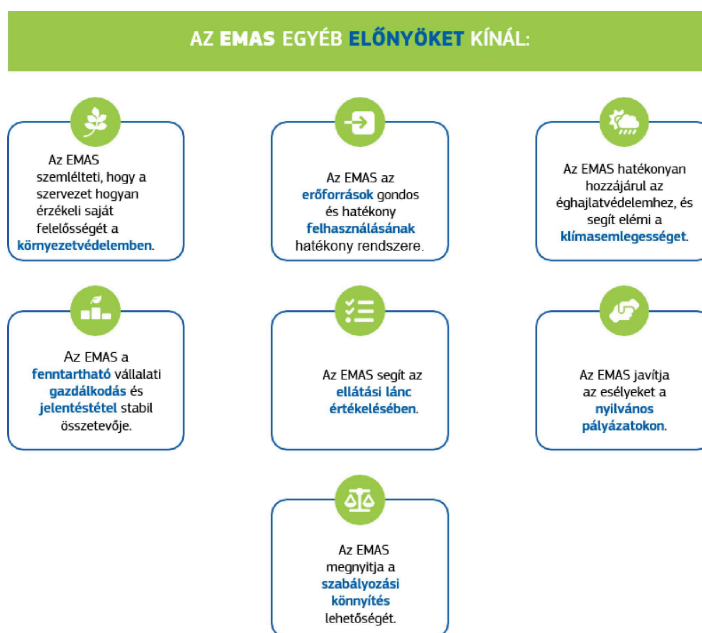 AZ EMAS EGYÉB ELŐNYÖKET KÍNÁL:
Az EMAS
szemlélteti, hogy a
szervezet hogyan
érzékeli saját
felelősségét a
környezetvédelemben.
Az EMAS az
erőforrások gondos
és hatékony
felhasználásának
hatékony rendszere.
Az EMAS hatékonyan
hozzájárul az
éghajlatvédelemhez, és
segít elérni a
klímasemlegességet.
Az EMAS a
fenntartható vállalati
gazdálkodás és
jelentéstétel stabil
összetevője.
Az EMAS segít az
ellátási lánc
értékelésében.
Az EMAS javítja
az esélyeket a
nyilvános
pályázatokon.
Az EMAS
megnyitja a
szabályozási
könnyítés
lehetőségét.